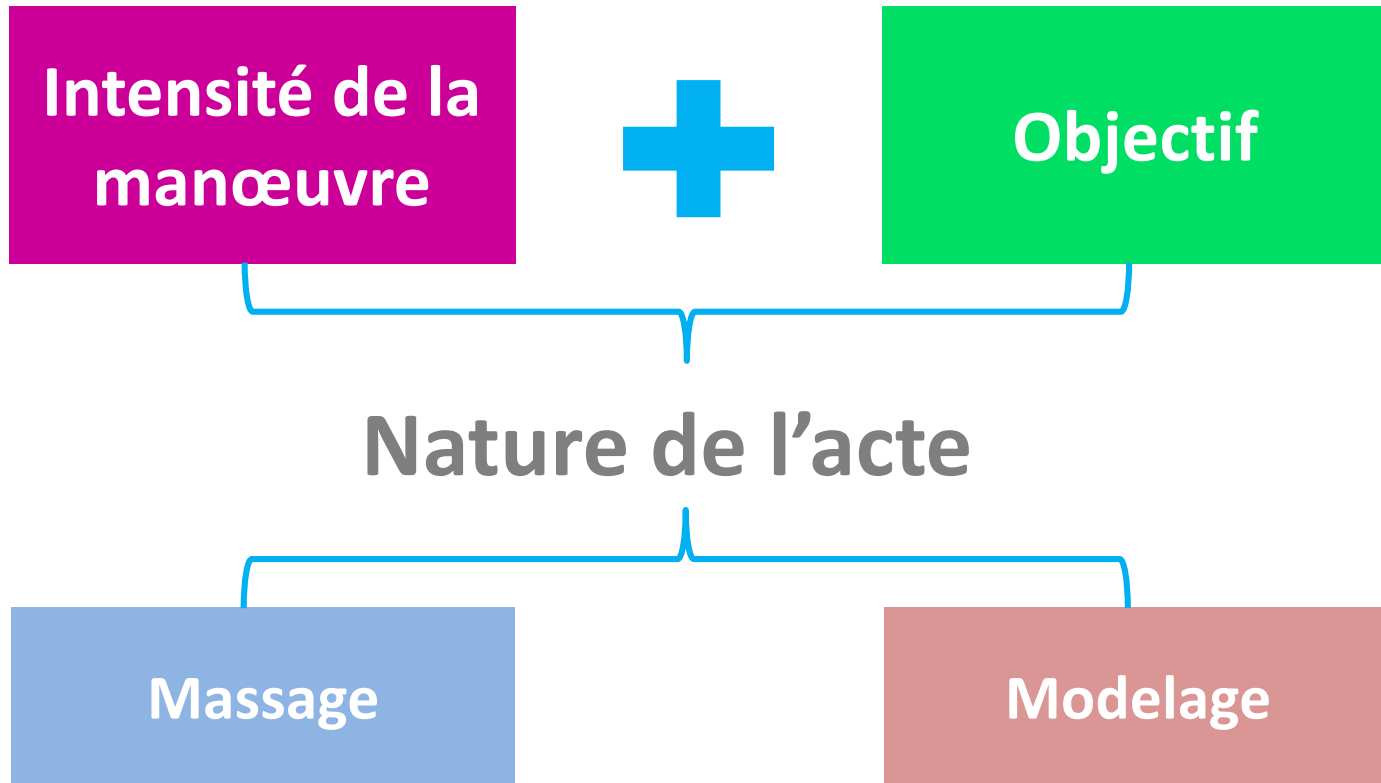 Intensité de la
manœuvre
Objectif
Nature de l’acte
Massage
Modelage